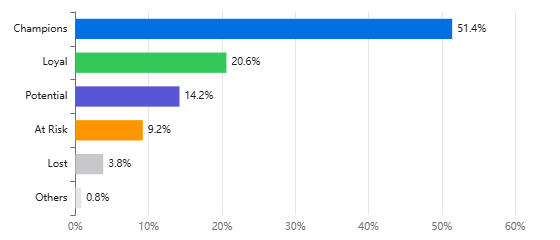 Champions 51.4%
Loyal 20.6%
Potential 14.2%
At Risk 9.2%
Lost 3.8%
Others 0.8%
0% 10% 20% 30% 40% 50% 60%